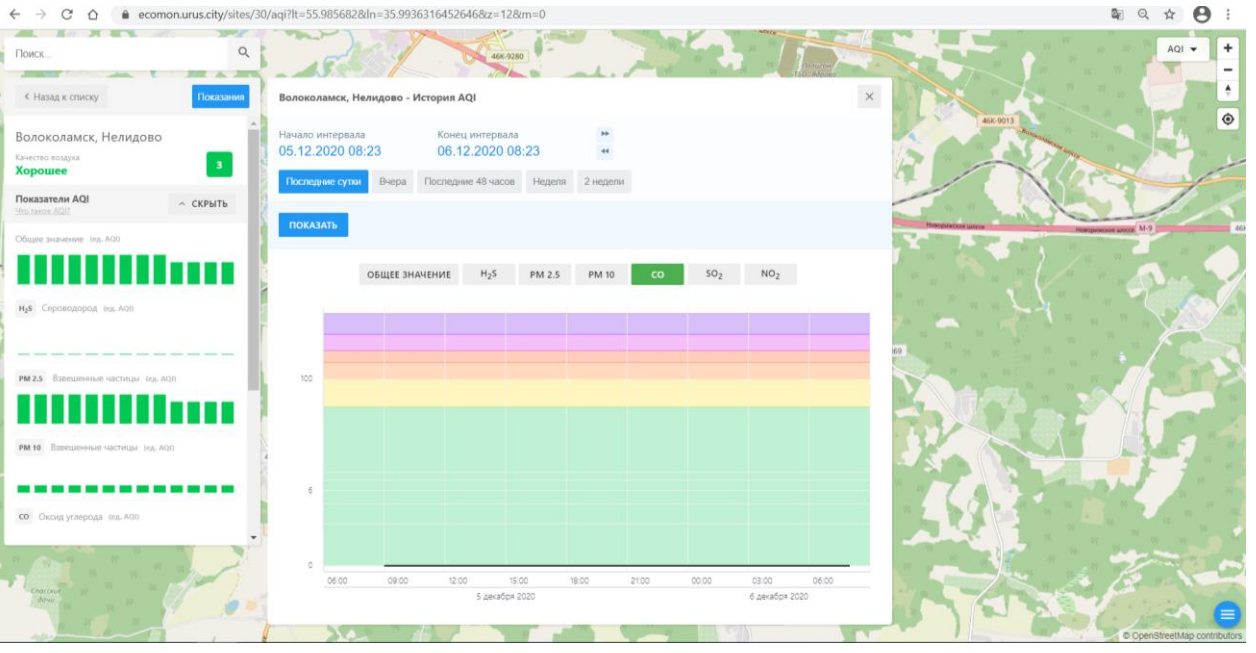 ecomon.urus.city/sites/30/aqi?lt=55.985682&ln=35.9936316452646&z=12&m=0
Поиск...
46К-9280
AQI
Назад к списку
Показания
Волоколамск, Нелидово - История AQI
Волоколамск, Нелидово
Качество воздуха
Хорошее
3
Начало интервала
Конец интервала
05.12.2020 08:23
06.12.2020 08:23
46К-9013
Последние сутки
Вчера
Последние 48 часов
Неделя
2 недели
Показатели AQI
Что такое AQI?
СКРЫТЬ
ПОКАЗАТЬ
Новорижское шоссе
Новорижское шоссе
М-9
Общее значение (ед. AQI)
ОБЩЕЕ ЗНАЧЕНИЕ
H₂S
PM 2.5
PM 10
CO
SO₂
NO₂
H₂S Сероводород (ед. AQI)
PM 2.5 Взвешенные частицы (ед. AQI)
100
PM 10 Взвешенные частицы (ед. AQI)
6
CO Оксид углерода (ед. AQI)
0
06:00 09:00 12:00 15:00 18:00 21:00 00:00 03:00 06:00
5 декабря 2020
6 декабря 2020
© OpenStreetMap contributors